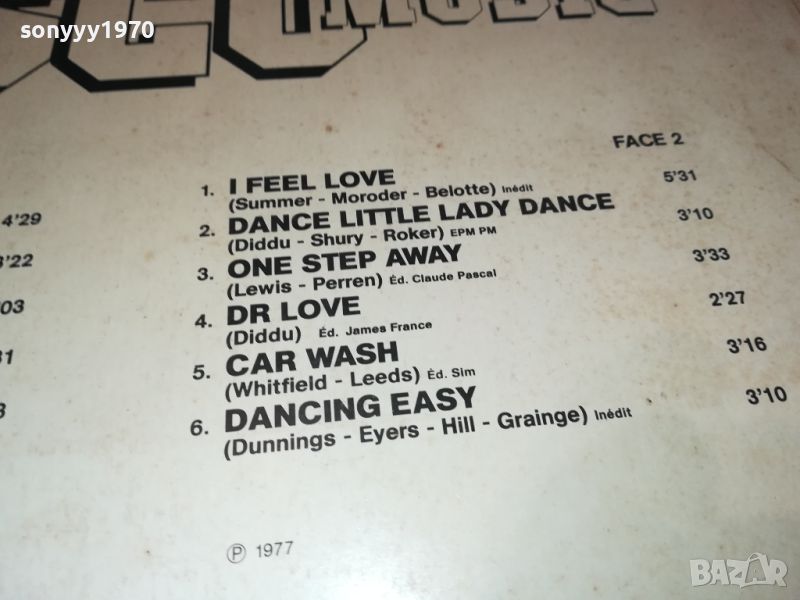 sonyyy1970
MUSIC
FACE 2
1. I FEEL LOVE 5'31
(Summer - Moroder - Belotte) Inédit
2. DANCE LITTLE LADY DANCE 3'10
(Diddu - Shury - Roker) EPM PM
3. ONE STEP AWAY 3'33
(Lewis - Perren) Éd. Claude Pascal
4. DR LOVE 2'27
(Diddu) Éd. James France
5. CAR WASH 3'16
(Whitfield - Leeds) Éd. Sim
6. DANCING EASY 3'10
(Dunnings - Eyers - Hill - Grainge) Inédit
4'29
3'22
℗ 1977
BAZAR